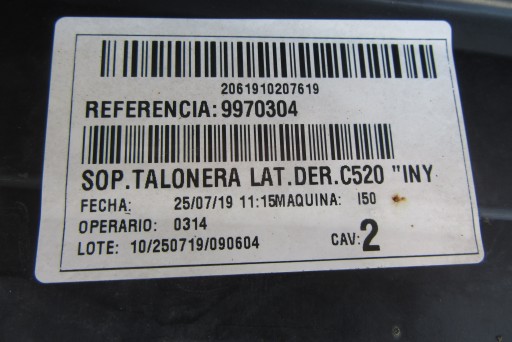 2061910207619
REFERENCIA:9970304
SOP.TALONERA LAT.DER.C520 "INY
FECHA: 25/07/19 11:15MAQUINA: I50
OPERARIO: 0314
LOTE: 10/250719/090604 CAV:2